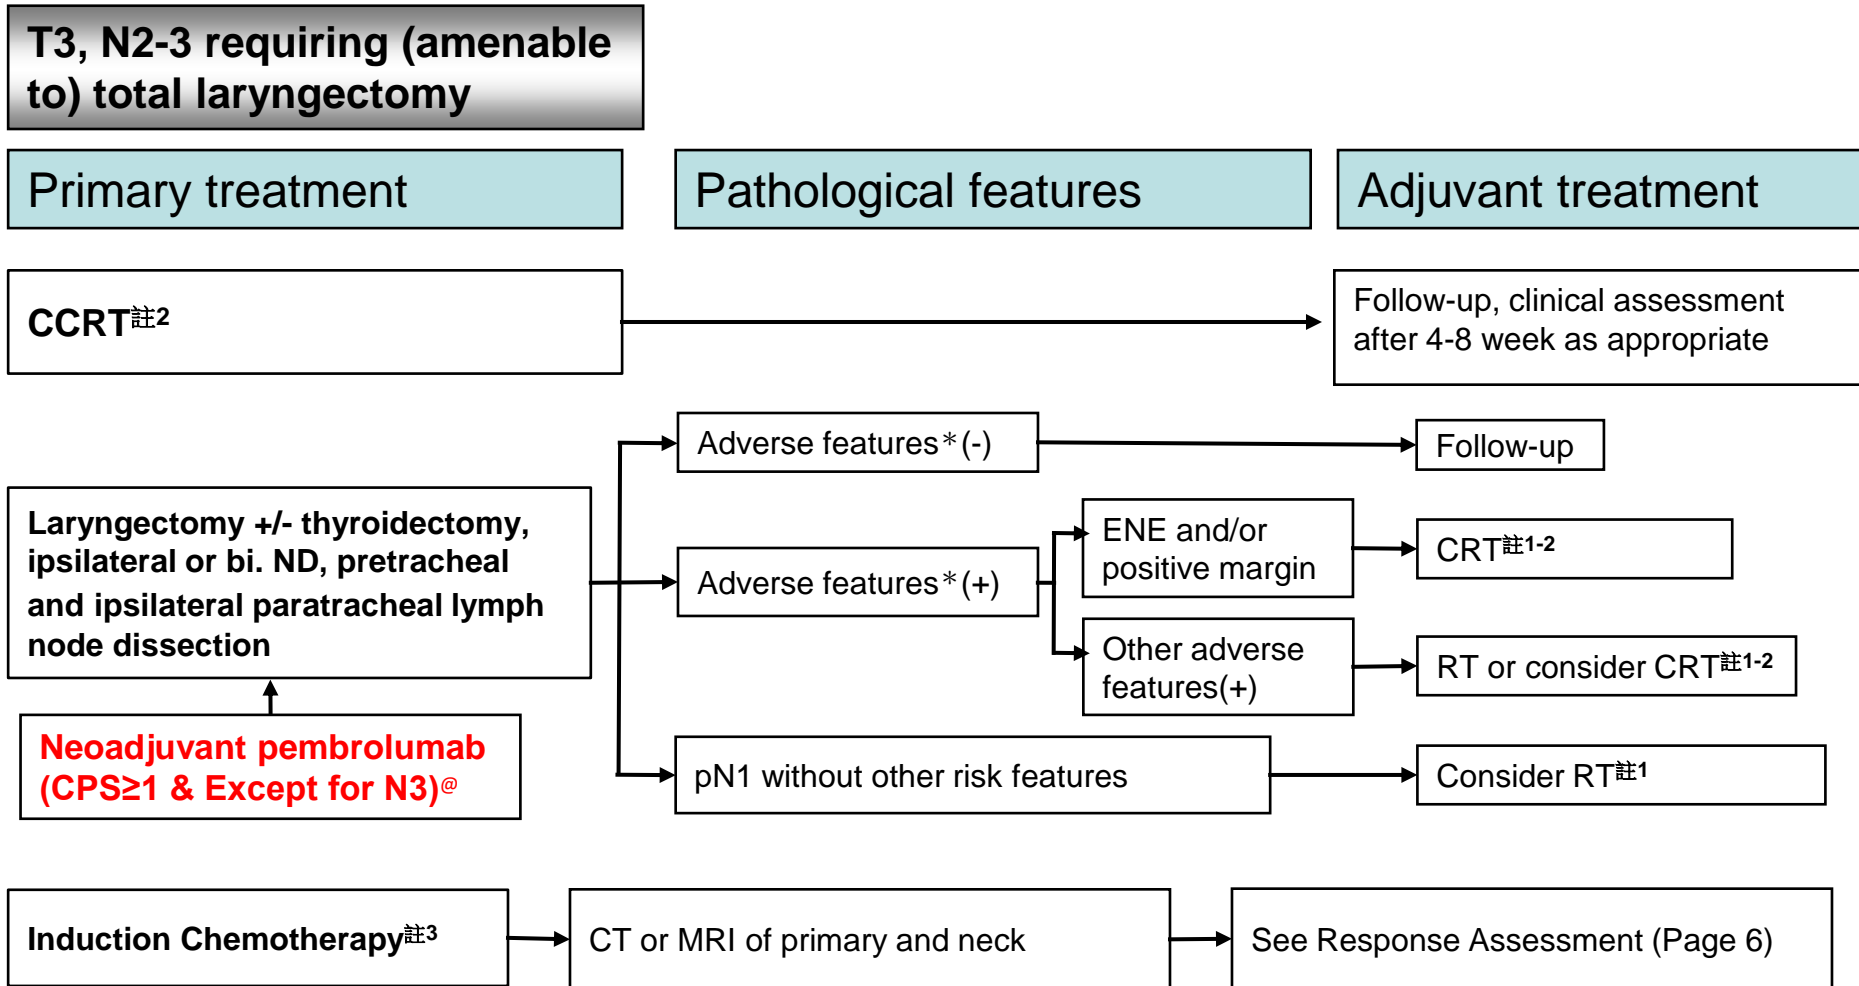 T3, N2-3 requiring (amenable
to) total laryngectomy
Primary treatment
Pathological features
Adjuvant treatment
CCRT註2
Follow-up, clinical assessment
after 4-8 week as appropriate
Adverse features*(-)
Follow-up
Laryngectomy +/- thyroidectomy,
ipsilateral or bi. ND, pretracheal
and ipsilateral paratracheal lymph
node dissection
Adverse features*(+)
ENE and/or
positive margin
CRT註1-2
Other adverse
features(+)
RT or consider CRT註1-2
Neoadjuvant pembrolumab
(CPS≥1 & Except for N3)@
pN1 without other risk features
Consider RT註1
Induction Chemotherapy註3
CT or MRI of primary and neck
See Response Assessment (Page 6)